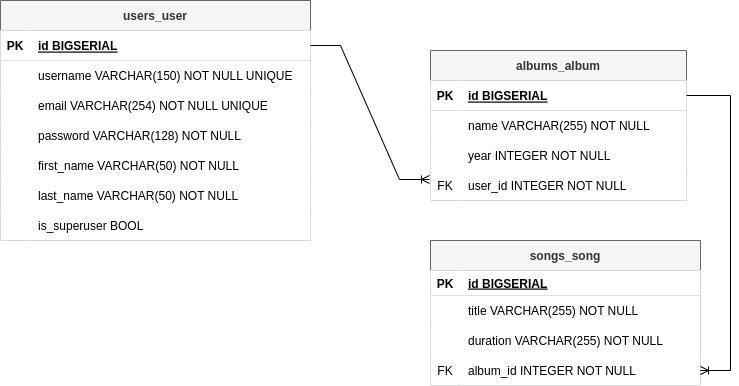 users_user
PK id BIGSERIAL
username VARCHAR(150) NOT NULL UNIQUE
email VARCHAR(254) NOT NULL UNIQUE
password VARCHAR(128) NOT NULL
first_name VARCHAR(50) NOT NULL
last_name VARCHAR(50) NOT NULL
is_superuser BOOL
albums_album
PK id BIGSERIAL
name VARCHAR(255) NOT NULL
year INTEGER NOT NULL
FK user_id INTEGER NOT NULL
songs_song
PK id BIGSERIAL
title VARCHAR(255) NOT NULL
duration VARCHAR(255) NOT NULL
FK album_id INTEGER NOT NULL